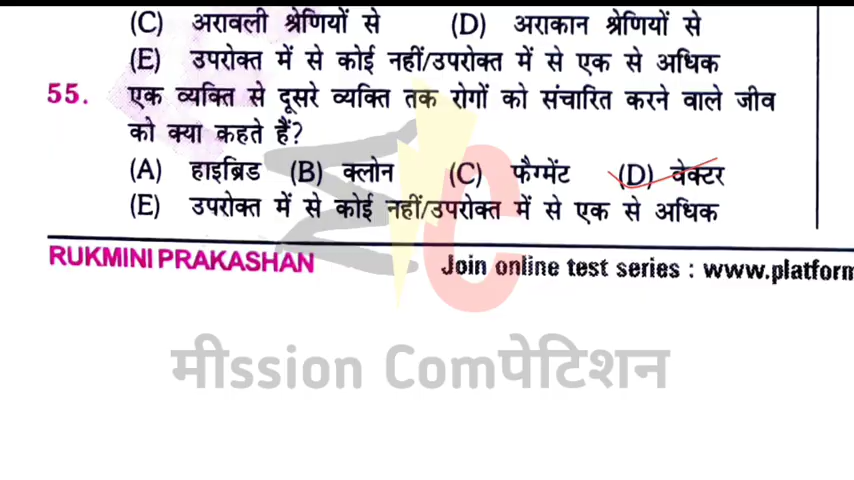 (C) अरावली श्रेणियों से (D) अराकान श्रेणियों से
(E) उपरोक्त में से कोई नहीं/उपरोक्त में से एक से अधिक
55. एक व्यक्ति से दूसरे व्यक्ति तक रोगों को संचारित करने वाले जीव
को क्या कहते हैं?
(A) हाइब्रिड (B) क्लोन (C) फैग्मेंट (D) वेक्टर
(E) उपरोक्त में से कोई नहीं/उपरोक्त में से एक से अधिक
RUKMINI PRAKASHAN Join online test series : www.platform
मीssion Comपेटिशन